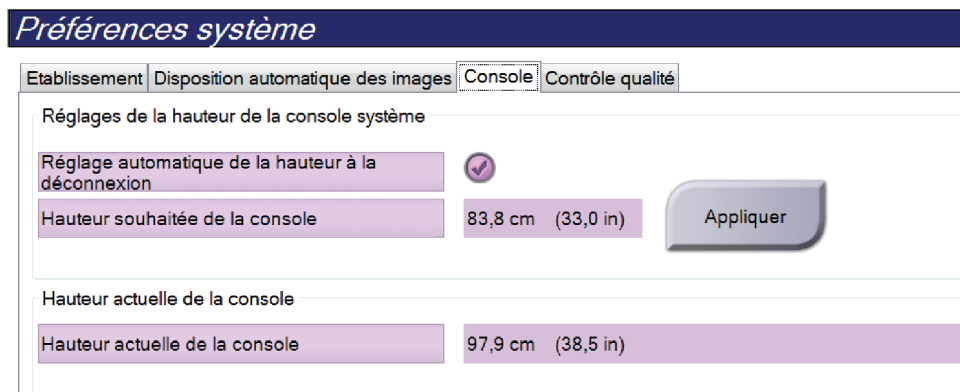 Préférences système
Etablissement Disposition automatique des images Console Contrôle qualité
Réglages de la hauteur de la console système
Réglage automatique de la hauteur à la
déconnexion
Hauteur souhaitée de la console 83,8 cm (33,0 in) Appliquer
Hauteur actuelle de la console
Hauteur actuelle de la console 97,9 cm (38,5 in)